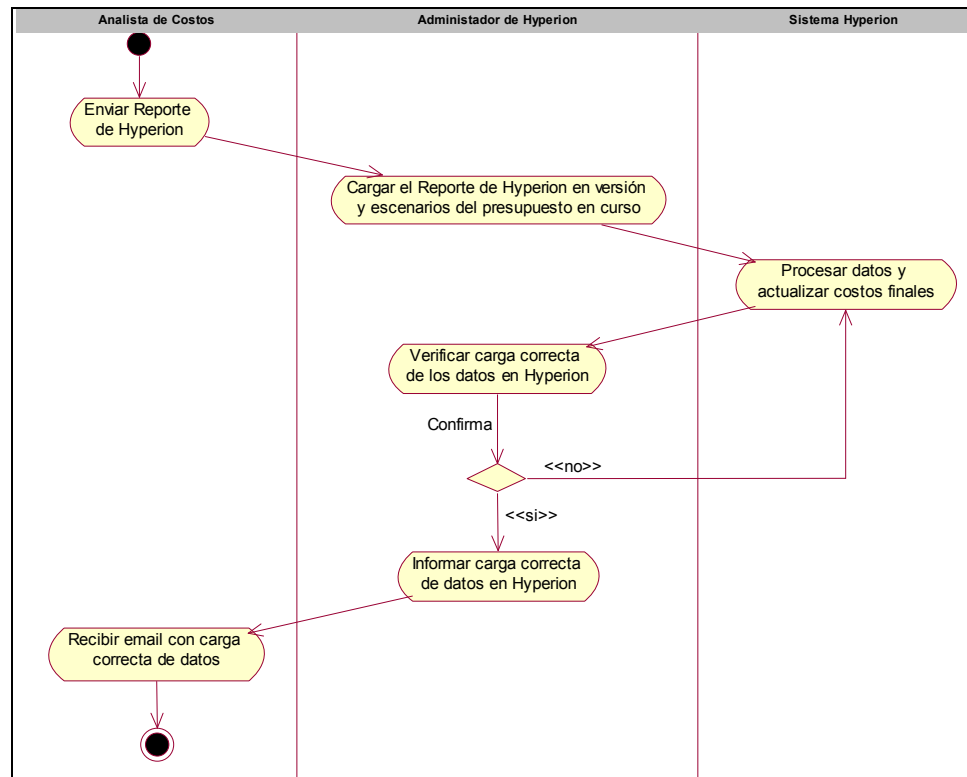 Analista de Costos
Administador de Hyperion
Sistema Hyperion
Enviar Reporte
de Hyperion
Cargar el Reporte de Hyperion en versión
y escenarios del presupuesto en curso
Procesar datos y
actualizar costos finales
Verificar carga correcta
de los datos en Hyperion
Confirma
<<no>>
<<si>>
Informar carga correcta
de datos en Hyperion
Recibir email con carga
correcta de datos